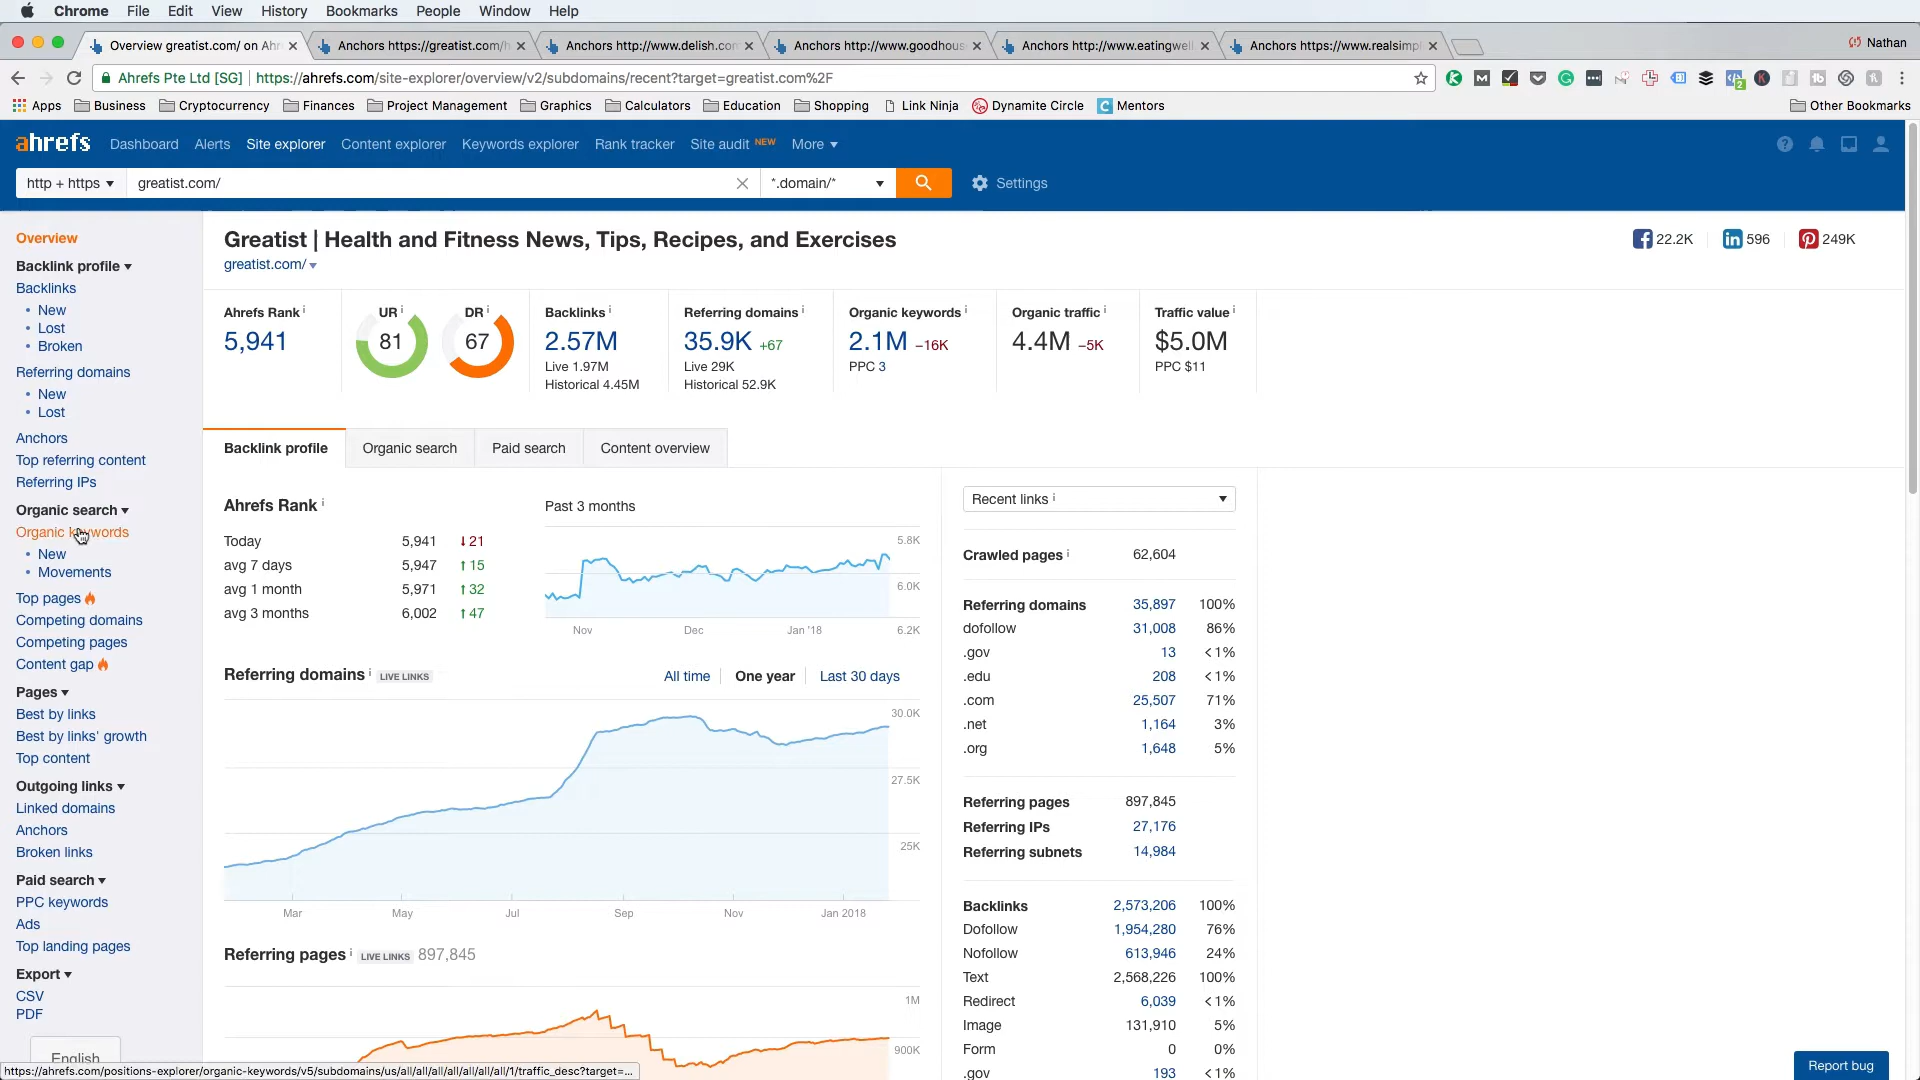 Chrome File Edit View History Bookmarks People Window Help
Overview greatist.com/ on Ahr
Anchors https://greatist.com/h
Anchors http://www.delish.com
Anchors http://www.goodhous
Anchors http://www.eatingwell
Anchors https://www.realsimpl
Nathan
Ahrefs Pte Ltd [SG] https://ahrefs.com/site-explorer/overview/v2/subdomains/recent?target=greatist.com%2F
Apps Business Cryptocurrency Finances Project Management Graphics Calculators Education Shopping Link Ninja Dynamite Circle Mentors Other Bookmarks
ahrefs Dashboard Alerts Site explorer Content explorer Keywords explorer Rank tracker Site audit NEW More
http + https greatist.com/ *.domain/* Settings
Overview
Backlink profile
Backlinks
• New
• Lost
• Broken
Referring domains
• New
• Lost
Anchors
Top referring content
Referring IPs
Organic search
Organic keywords
• New
• Movements
Top pages
Competing domains
Competing pages
Content gap
Pages
Best by links
Best by links' growth
Top content
Outgoing links
Linked domains
Anchors
Broken links
Paid search
PPC keywords
Ads
Top landing pages
Export
CSV
PDF
English
Greatist | Health and Fitness News, Tips, Recipes, and Exercises
greatist.com/
22.2K 596 249K
Ahrefs Rank i
5,941
UR i
81
DR i
67
Backlinks i
2.57M
Live 1.97M
Historical 4.45M
Referring domains i
35.9K +67
Live 29K
Historical 52.9K
Organic keywords i
2.1M −16K
PPC 3
Organic traffic i
4.4M −5K
Traffic value i
$5.0M
PPC $11
Backlink profile Organic search Paid search Content overview
Ahrefs Rank i
Today 5,941 ↓21
avg 7 days 5,947 ↑15
avg 1 month 5,971 ↑32
avg 3 months 6,002 ↑47
Past 3 months
5.8K
6.0K
6.2K
Nov Dec Jan '18
Referring domains i LIVE LINKS All time One year Last 30 days
30.0K
27.5K
25K
Mar May Jul Sep Nov Jan 2018
Referring pages i LIVE LINKS 897,845
1M
900K
Recent links i
Crawled pages i 62,604
Referring domains 35,897 100%
dofollow 31,008 86%
.gov 13 <1%
.edu 208 <1%
.com 25,507 71%
.net 1,164 3%
.org 1,648 5%
Referring pages 897,845
Referring IPs 27,176
Referring subnets 14,984
Backlinks 2,573,206 100%
Dofollow 1,954,280 76%
Nofollow 613,946 24%
Text 2,568,226 100%
Redirect 6,039 <1%
Image 131,910 5%
Form 0 0%
.gov 193 <1%
Report bug
https://ahrefs.com/positions-explorer/organic-keywords/v5/subdomains/us/all/all/all/all/all/all/all/1/traffic_desc?target=...